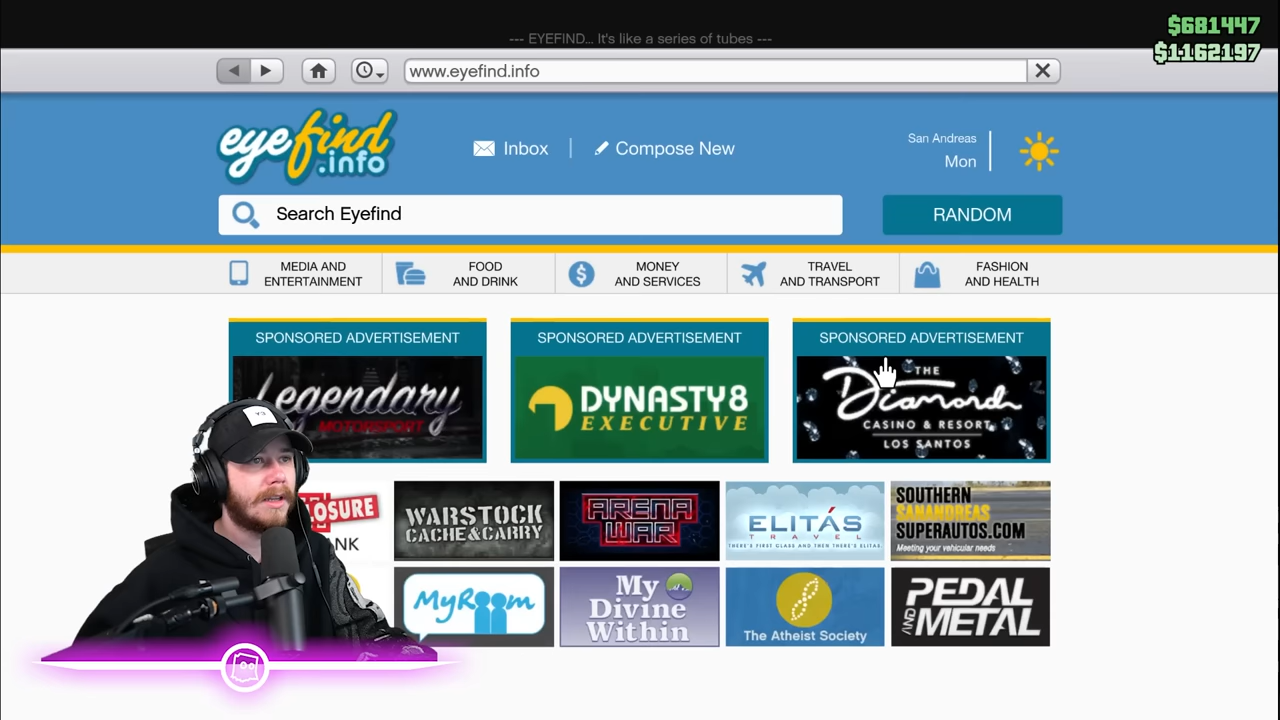 --- EYEFIND... It's like a series of tubes ---
$681447
$1162197
www.eyefind.info
eyefind
.info
Inbox
Compose New
San Andreas
Mon
Search Eyefind
RANDOM
MEDIA AND
ENTERTAINMENT
FOOD
AND DRINK
MONEY
AND SERVICES
TRAVEL
AND TRANSPORT
FASHION
AND HEALTH
SPONSORED ADVERTISEMENT
Legendary
MOTORSPORT
SPONSORED ADVERTISEMENT
DYNASTY8
EXECUTIVE
SPONSORED ADVERTISEMENT
THE
Diamond
CASINO & RESORT
LOS SANTOS
LOSURE
NK
WARSTOCK
CACHE&CARRY
ARENA
WAR
ELITÁS
TRAVEL
THERE'S FIRST CLASS AND THEN THERE'S ELITAS
SOUTHERN
SANANDREAS
SUPERAUTOS.COM
Meeting your vehicular needs
MyRoom
My
Divine
Within
The Atheist Society
PEDAL
AND METAL